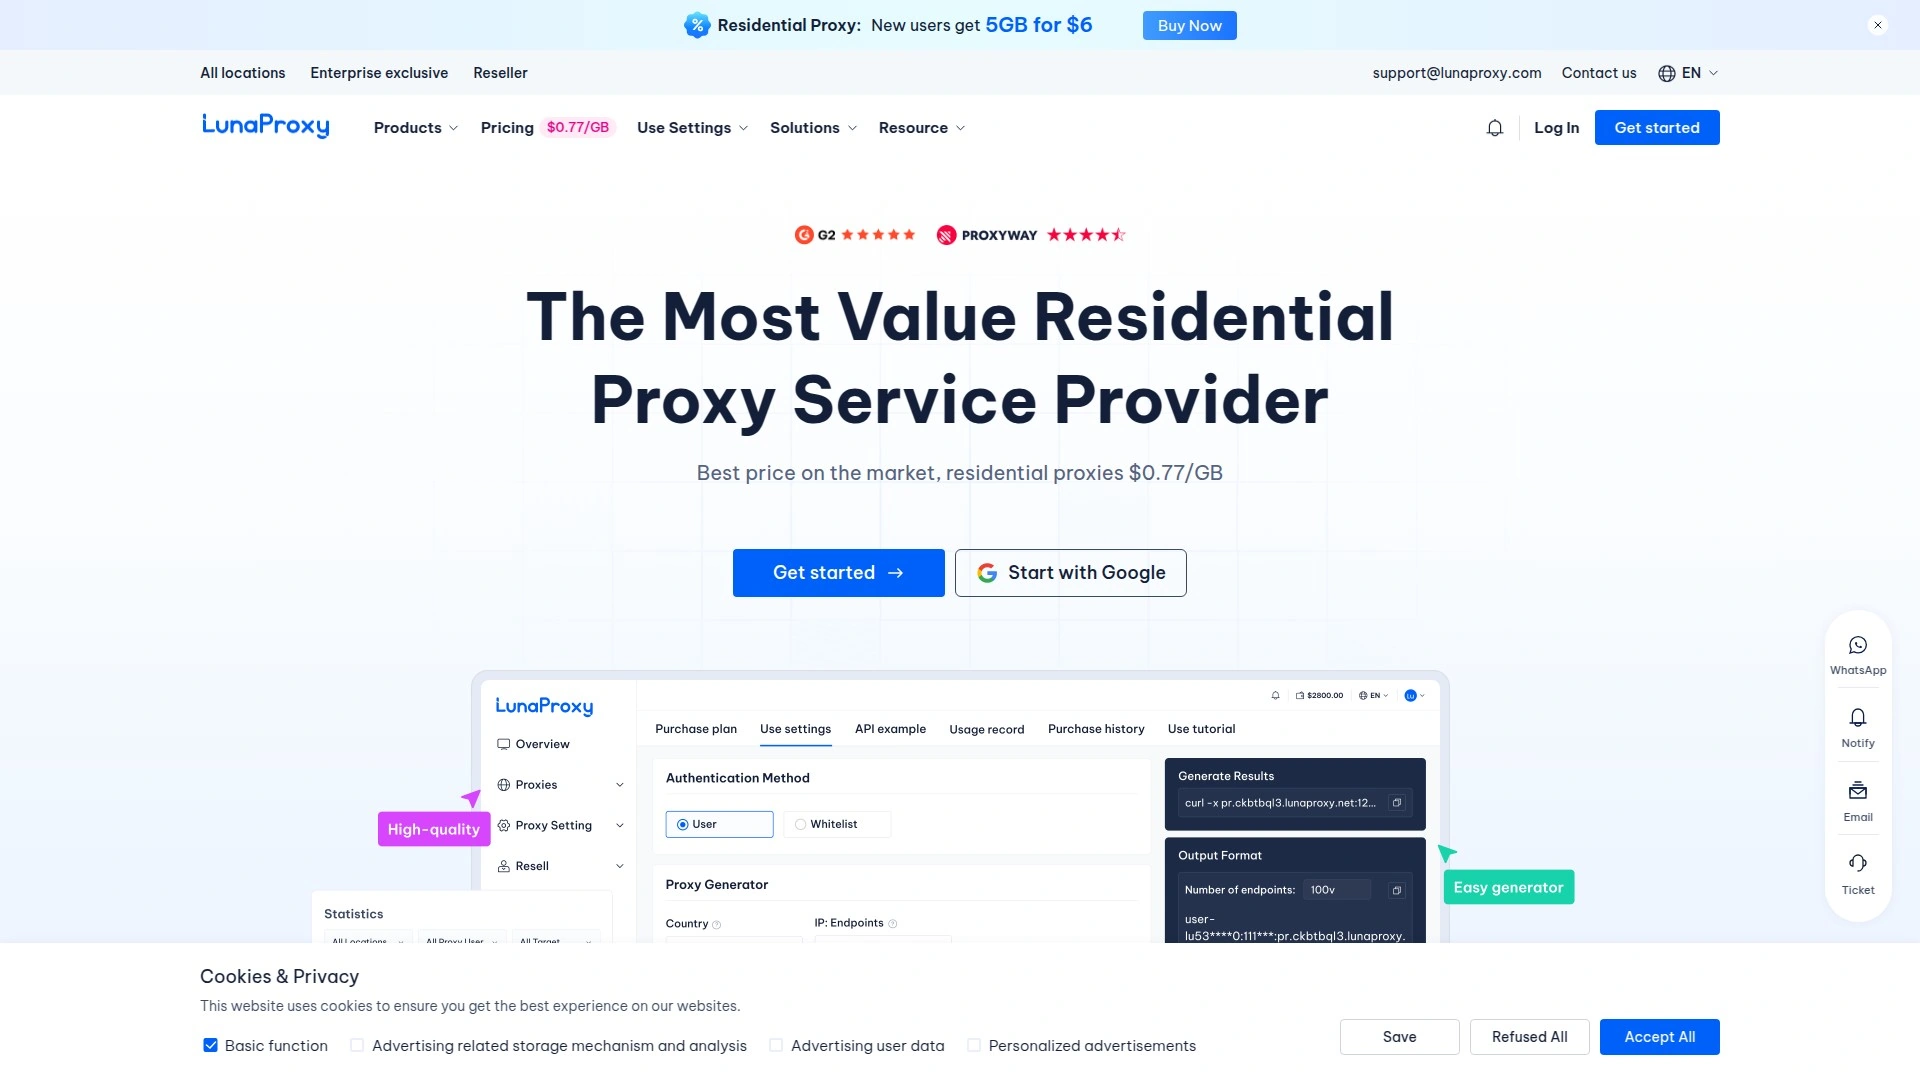 Residential Proxy: New users get 5GB for $6 Buy Now
All locations Enterprise exclusive Reseller support@lunaproxy.com Contact us EN
LunaProxy Products Pricing $0.77/GB Use Settings Solutions Resource Log In Get started
G2 PROXYWAY
The Most Value Residential
Proxy Service Provider
Best price on the market, residential proxies $0.77/GB
Get started → Start with Google
WhatsApp
Notify
Email
Ticket
LunaProxy $2800.00 EN LU
Purchase plan Use settings API example Usage record Purchase history Use tutorial
Overview
Proxies
Proxy Setting
Resell
High-quality
Authentication Method
User Whitelist
Proxy Generator
Country IP: Endpoints
Generate Results
curl -x pr.ckbtbql3.lunaproxy.net:12...
Output Format
Number of endpoints: 100v
user-
lu53****0:111***:pr.ckbtbql3.lunaproxy.
Easy generator
Statistics
All Locations All Proxy User All Target
Cookies & Privacy
This website uses cookies to ensure you get the best experience on our websites.
Basic function Advertising related storage mechanism and analysis Advertising user data Personalized advertisements
Save Refused All Accept All